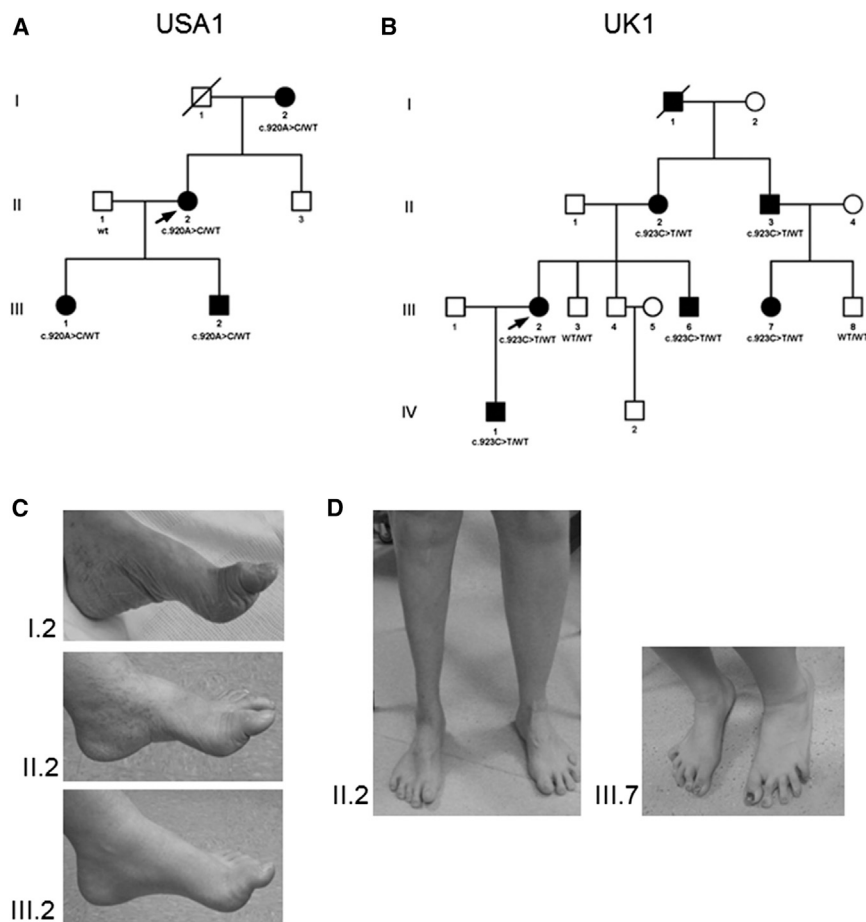 A
USA1
I
1
2
c.920A>C/WT
II
1
wt
2
c.920A>C/WT
3
III
1
c.920A>C/WT
2
c.920A>C/WT
B
UK1
I
1
2
II
1
2
c.923C>T/WT
3
c.923C>T/WT
4
III
1
2
c.923C>T/WT
3
WT/WT
4
5
6
c.923C>T/WT
7
c.923C>T/WT
8
WT/WT
IV
1
c.923C>T/WT
2
C
I.2
II.2
III.2
D
II.2
III.7